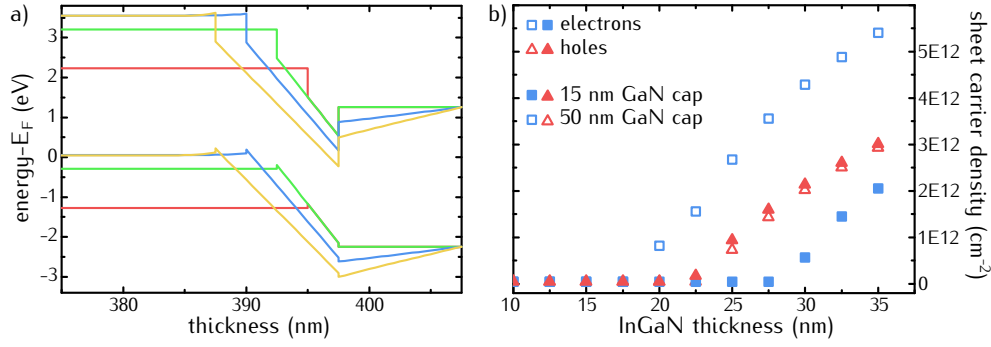 a)
energy-E_F (eV)
3
2
1
0
-1
-2
-3
380
390
400
thickness (nm)
b)
electrons
holes
15 nm GaN cap
50 nm GaN cap
10
15
20
25
30
35
InGaN thickness (nm)
5E12
4E12
3E12
2E12
1E12
0
sheet carrier density (cm⁻²)